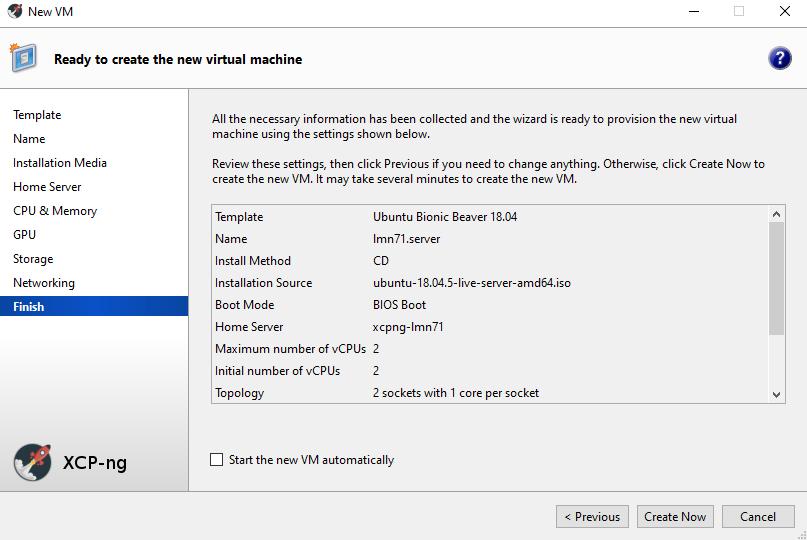 New VM
Ready to create the new virtual machine
?
Template
Name
Installation Media
Home Server
CPU & Memory
GPU
Storage
Networking
Finish
XCP-ng
All the necessary information has been collected and the wizard is ready to provision the new virtual
machine using the settings shown below.
Review these settings, then click Previous if you need to change anything. Otherwise, click Create Now to
create the new VM. It may take several minutes to create the new VM.
Template Ubuntu Bionic Beaver 18.04
Name lmn71.server
Install Method CD
Installation Source ubuntu-18.04.5-live-server-amd64.iso
Boot Mode BIOS Boot
Home Server xcpng-lmn71
Maximum number of vCPUs 2
Initial number of vCPUs 2
Topology 2 sockets with 1 core per socket
Start the new VM automatically
< Previous Create Now Cancel